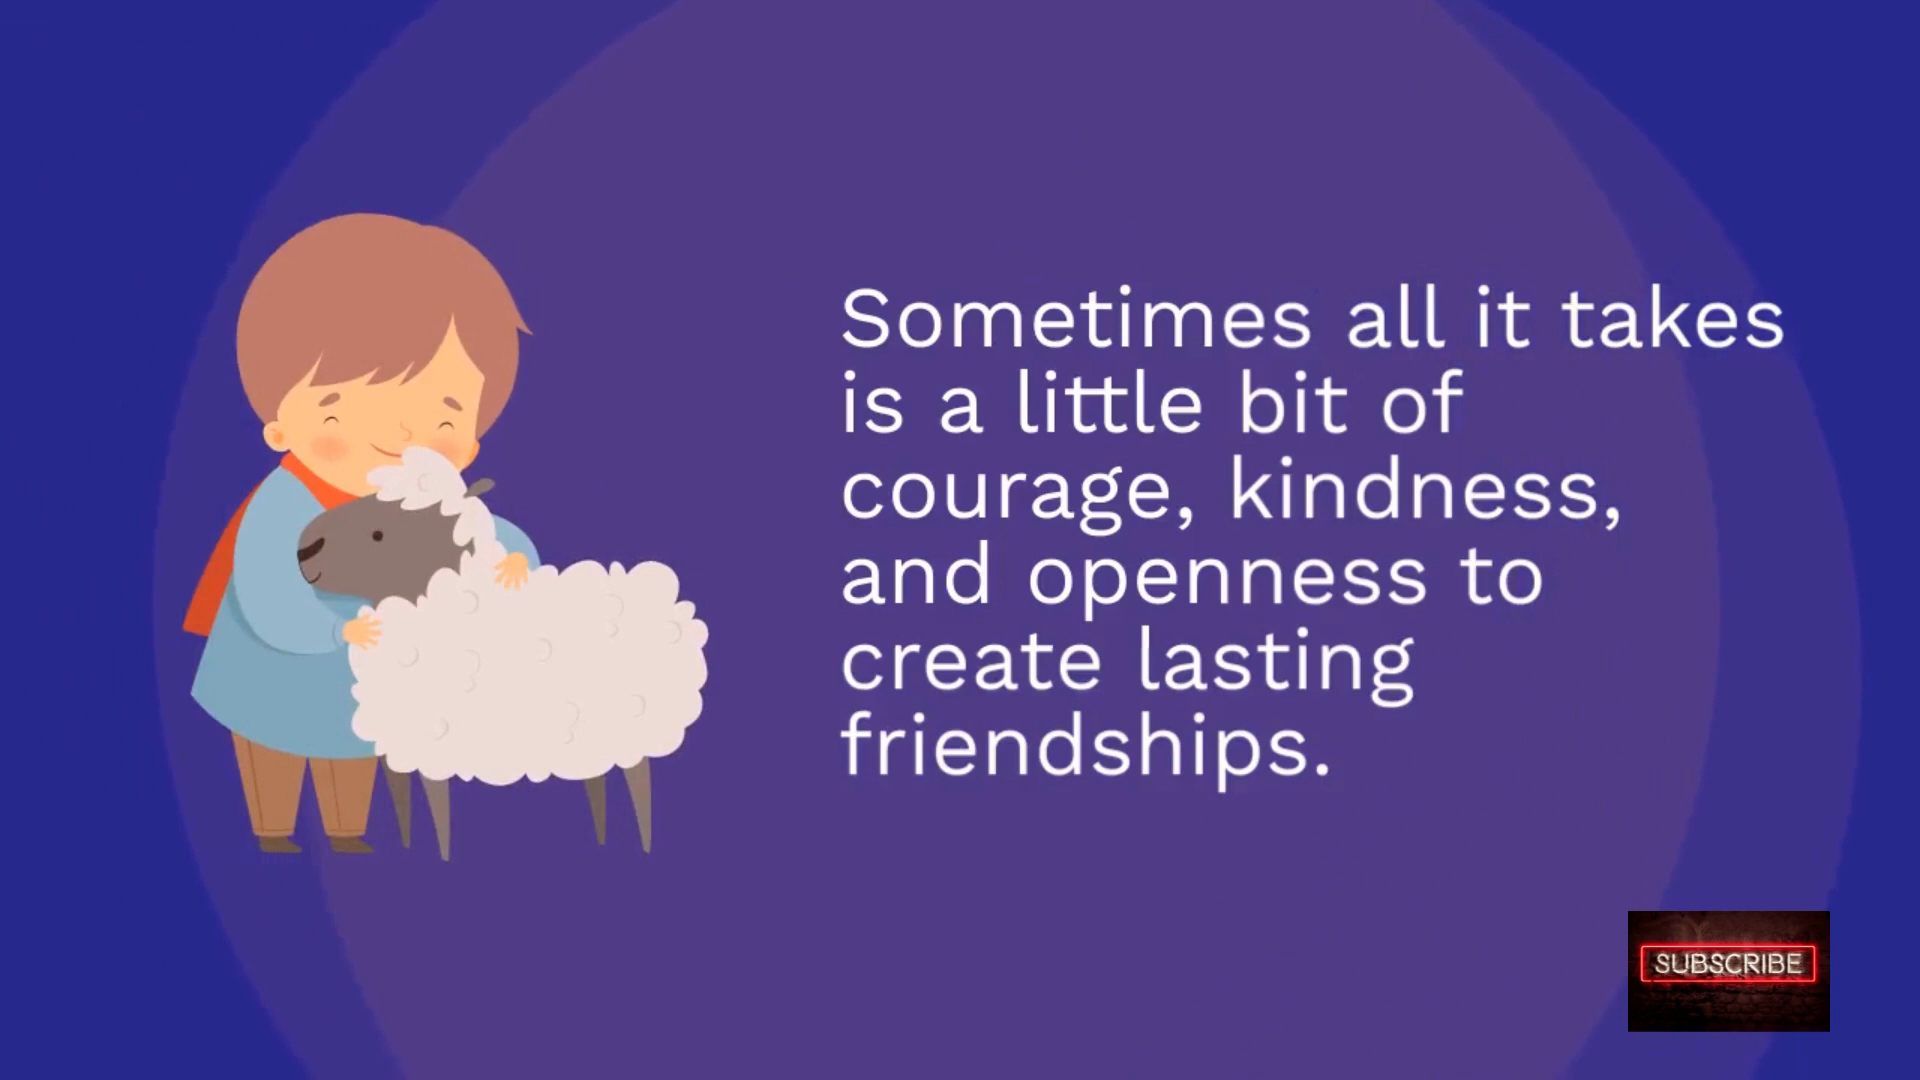 Sometimes all it takes
is a little bit of
courage, kindness,
and openness to
create lasting
friendships.
SUBSCRIBE